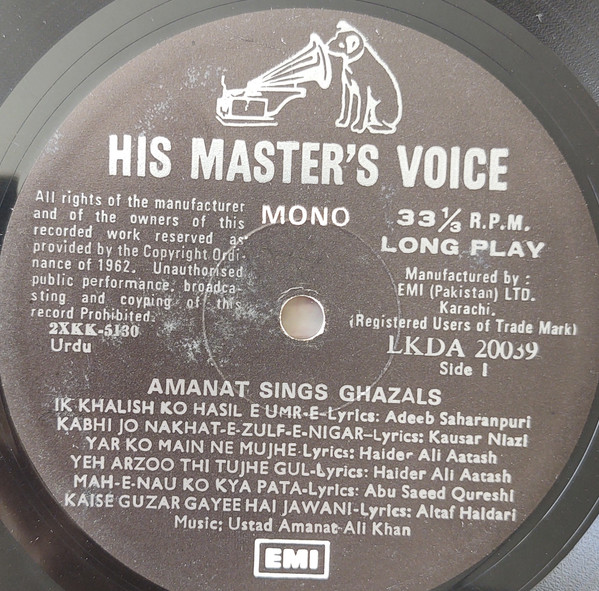 HIS MASTER'S VOICE
All rights of the manufacturer
and of the owners of this
recorded work reserved as
provided by the Copyright Ordi-
nance of 1962. Unauthorised
public performance, broadca-
sting and coyping of this
record Prohibited.
2XKK-5130
Urdu
MONO
33 1/3 R.P.M.
LONG PLAY
Manufactured by :
EMI (Pakistan) LTD.
Karachi.
(Registered Users of Trade Mark)
LKDA 20039
Side I
AMANAT SINGS GHAZALS
IK KHALISH KO HASIL E UMR-E-Lyrics: Adeeb Saharanpuri
KABHI JO NAKHAT-E-ZULF-E-NIGAR-Lyrics: Kausar Niazi
YAR KO MAIN NE MUJHE-Lyrics: Haider Ali Aatash
YEH ARZOO THI TUJHE GUL-Lyrics: Haider Ali Aatash
MAH-E-NAU KO KYA PATA-Lyrics: Abu Saeed Qureshi
KAISE GUZAR GAYEE HAI JAWANI-Lyrics: Altaf Haidari
Music: Ustad Amanat Ali Khan
EMI